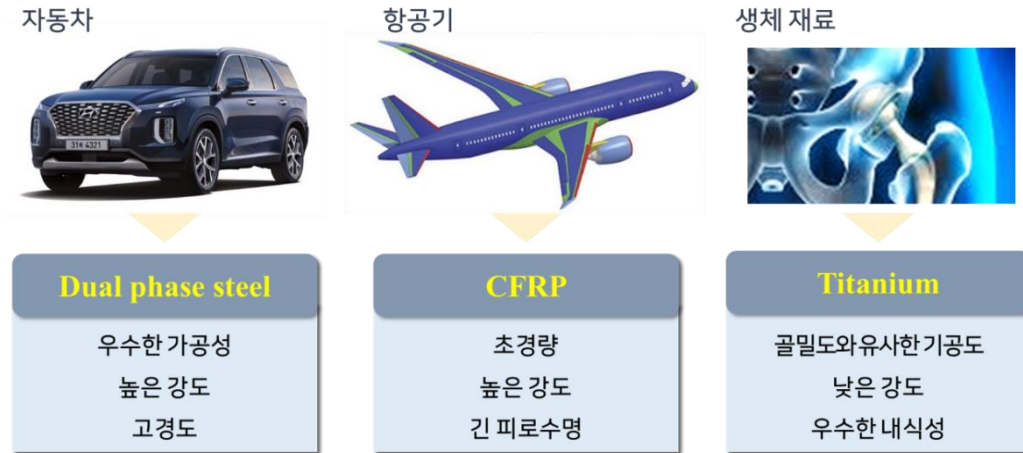 자동차
항공기
생체 재료
31로 4321
Dual phase steel
우수한 가공성
높은 강도
고경도
CFRP
초경량
높은 강도
긴 피로수명
Titanium
골밀도와 유사한 기공도
낮은 강도
우수한 내식성